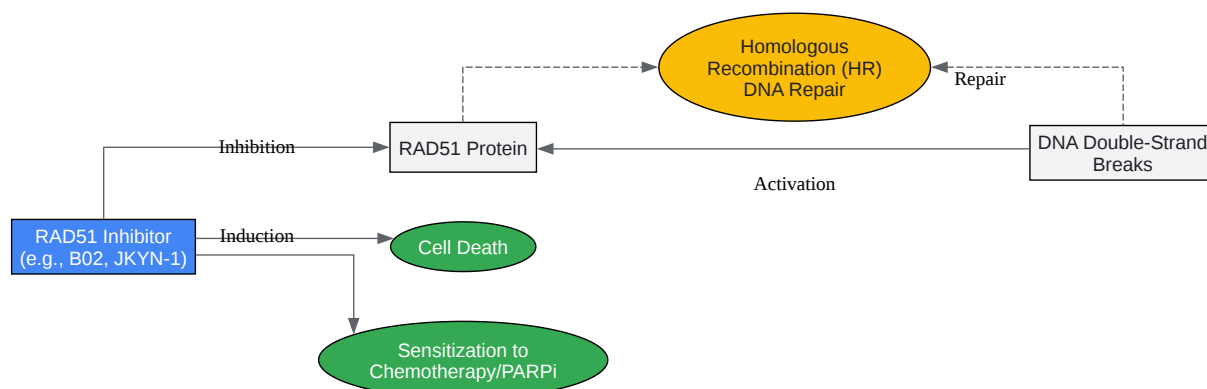 Homologous
Recombination (HR)
DNA Repair
Repair
Inhibition
RAD51 Protein
DNA Double-Strand
Breaks
Activation
RAD51 Inhibitor
(e.g., B02, JKYN-1)
Induction
Cell Death
Sensitization to
Chemotherapy/PARPi